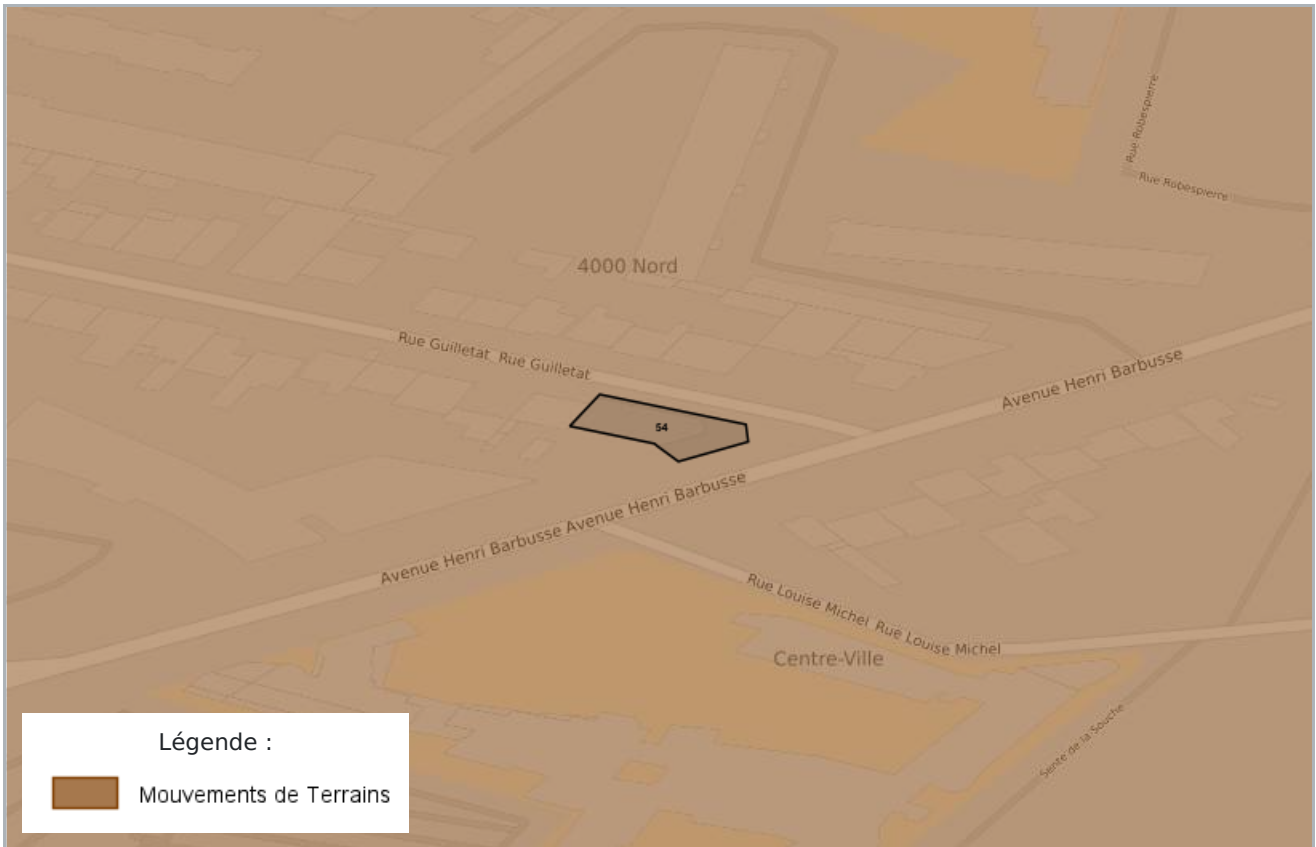 Rue Robespierre
Rue Robespierre
4000 Nord
Rue Guilletat Rue Guilletat
Avenue Henri Barbusse
54
Avenue Henri Barbusse Avenue Henri Barbusse
Rue Louise Michel Rue Louise Michel
Centre-Ville
Sente de la Souche
Légende :
Mouvements de Terrains